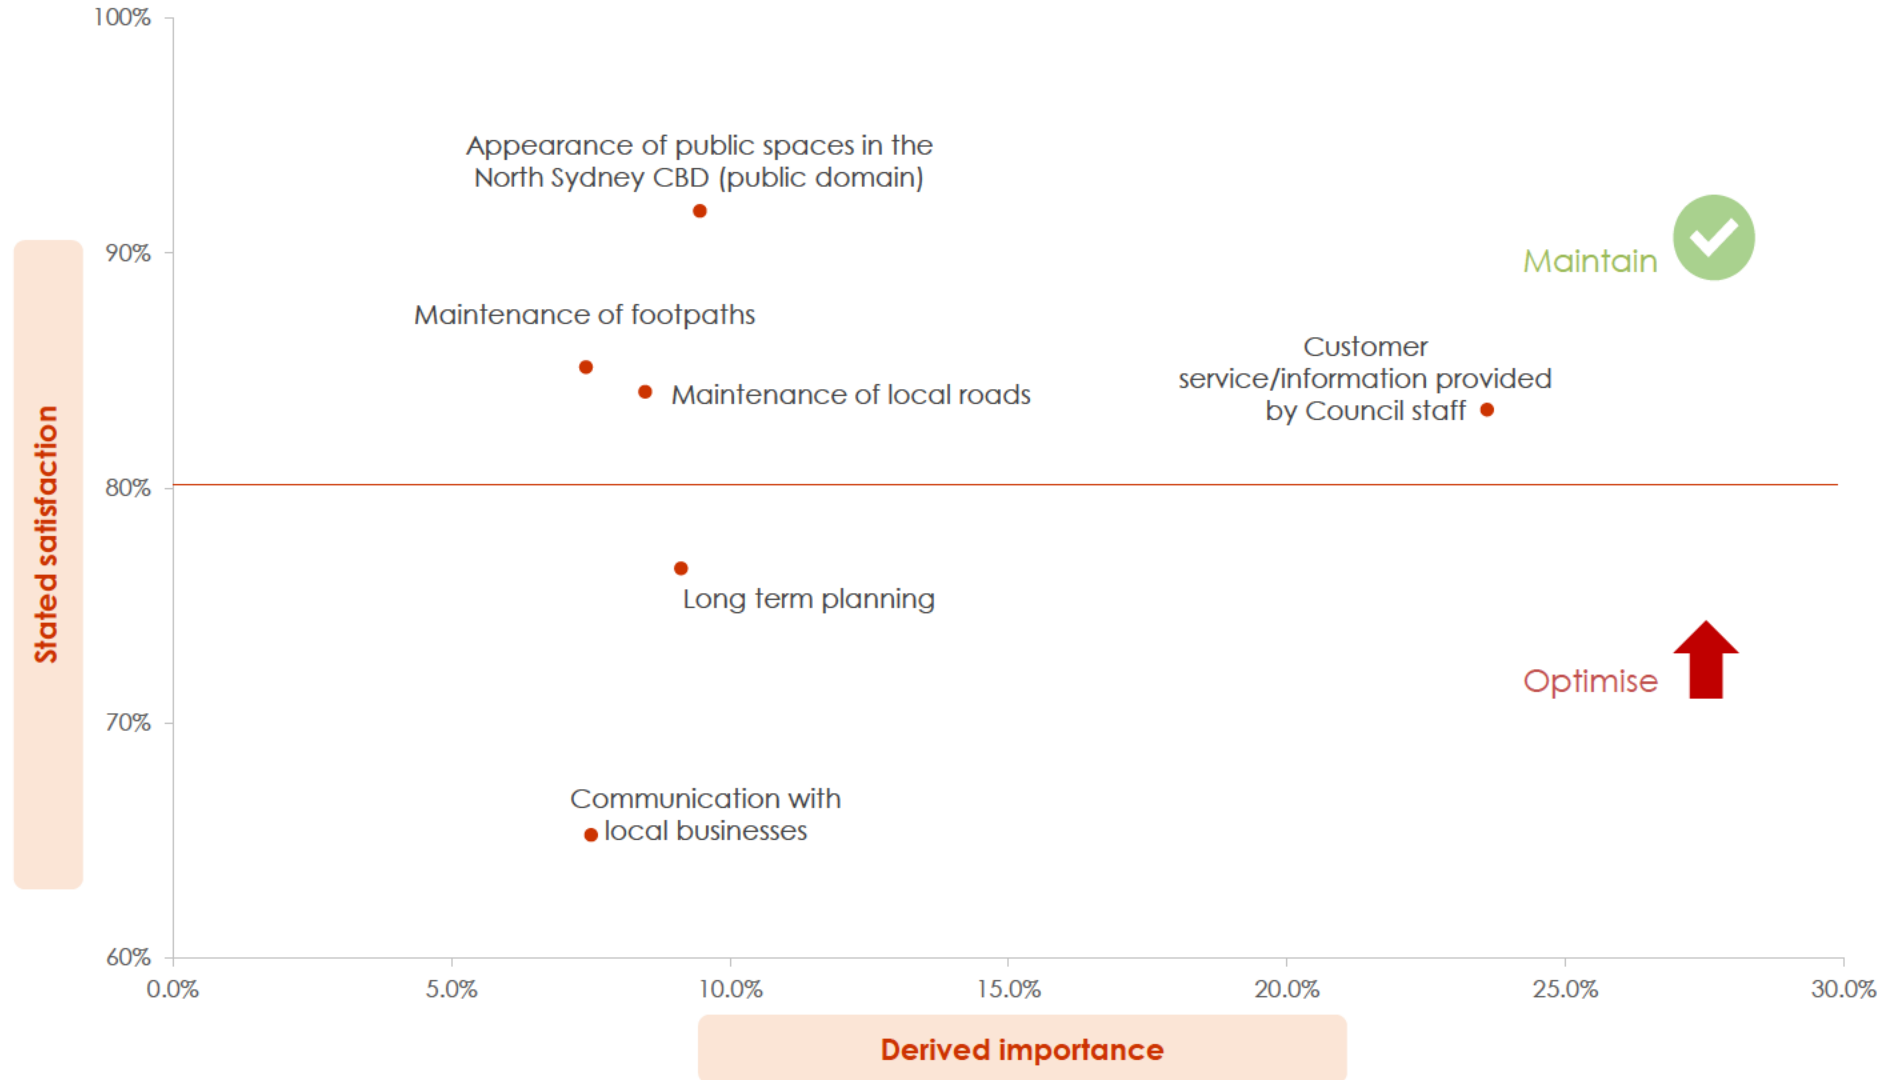 100%
Appearance of public spaces in the
North Sydney CBD (public domain)
90%
Maintain
Maintenance of footpaths
Customer
service/information provided
by Council staff
Maintenance of local roads
Stated satisfaction
80%
Long term planning
Optimise
70%
Communication with
local businesses
60%
0.0%
5.0%
10.0%
15.0%
20.0%
25.0%
30.0%
Derived importance